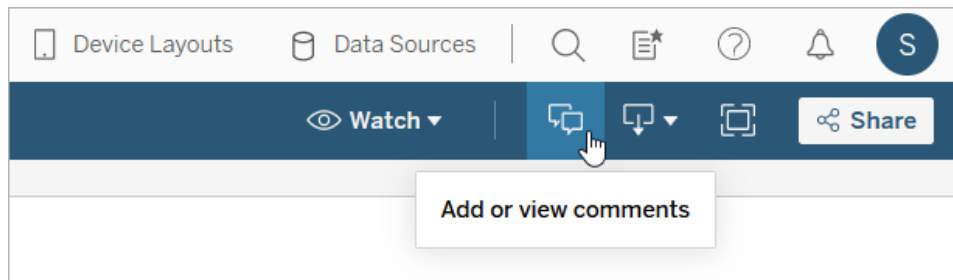 Device Layouts Data Sources S
Watch Share
Add or view comments